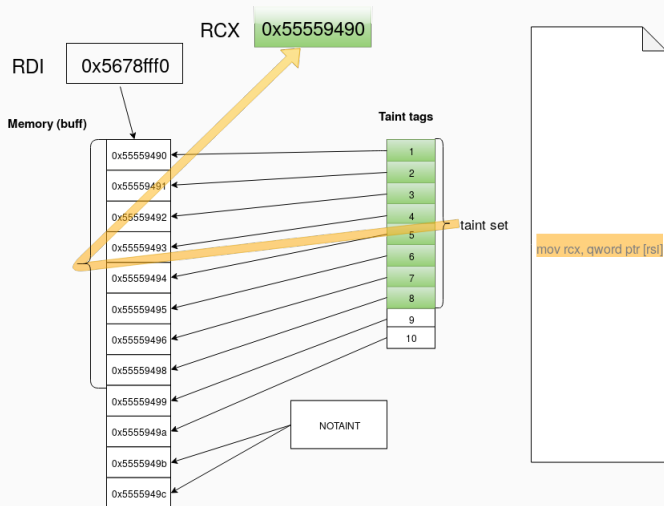 RCX
0x55559490
RDI
0x5678fff0
Memory (buff)
Taint tags
0x55559490
0x55559491
0x55559492
0x55559493
0x55559494
0x55559495
0x55559496
0x55559498
0x55559499
0x5555949a
0x5555949b
0x5555949c
1
2
3
4
5
6
7
8
9
10
taint set
NOTAINT
mov rcx, qword ptr [rsI]